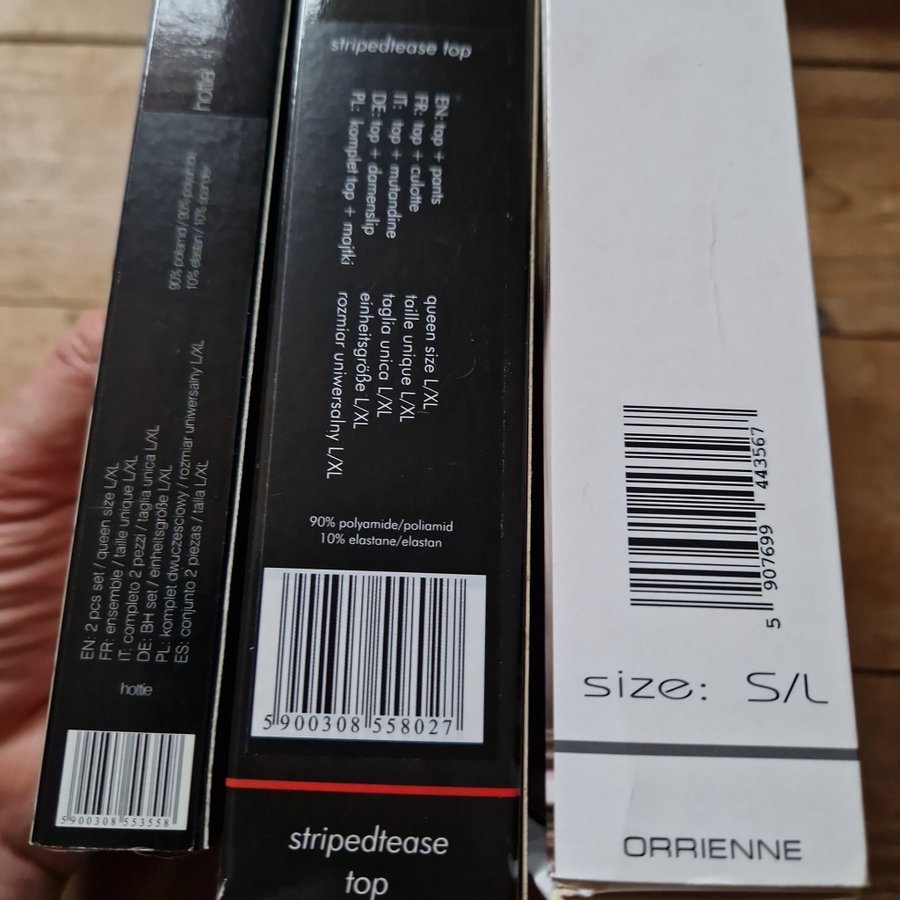 hottie
90% poliamid / 90% polyamide
10% elastan / 10% spandex
EN: 2 pcs set / queen size L/XL
FR: ensemble / taille unique L/XL
IT: completo 2 pezzi / taglia unica L/XL
DE: BH set / einheitsgröße L/XL
PL: komplet dwuczesciowy / rozmiar uniwersalny L/XL
ES: conjunto 2 piezas / talla L/XL
hottie
5 900308 553558
stripedtease top
EN: top + pants
FR: top + culotte
IT: top + mutandine
DE: top + damenslip
PL: komplet top + majtki
queen size L/XL
taille unique L/XL
taglia unica L/XL
einheitsgröße L/XL
rozmiar uniwersalny L/XL
90% polyamide/poliamid
10% elastane/elastan
5 900308 558027
stripedtease
top
5 907699 443567
size: S/L
ORRIENNE